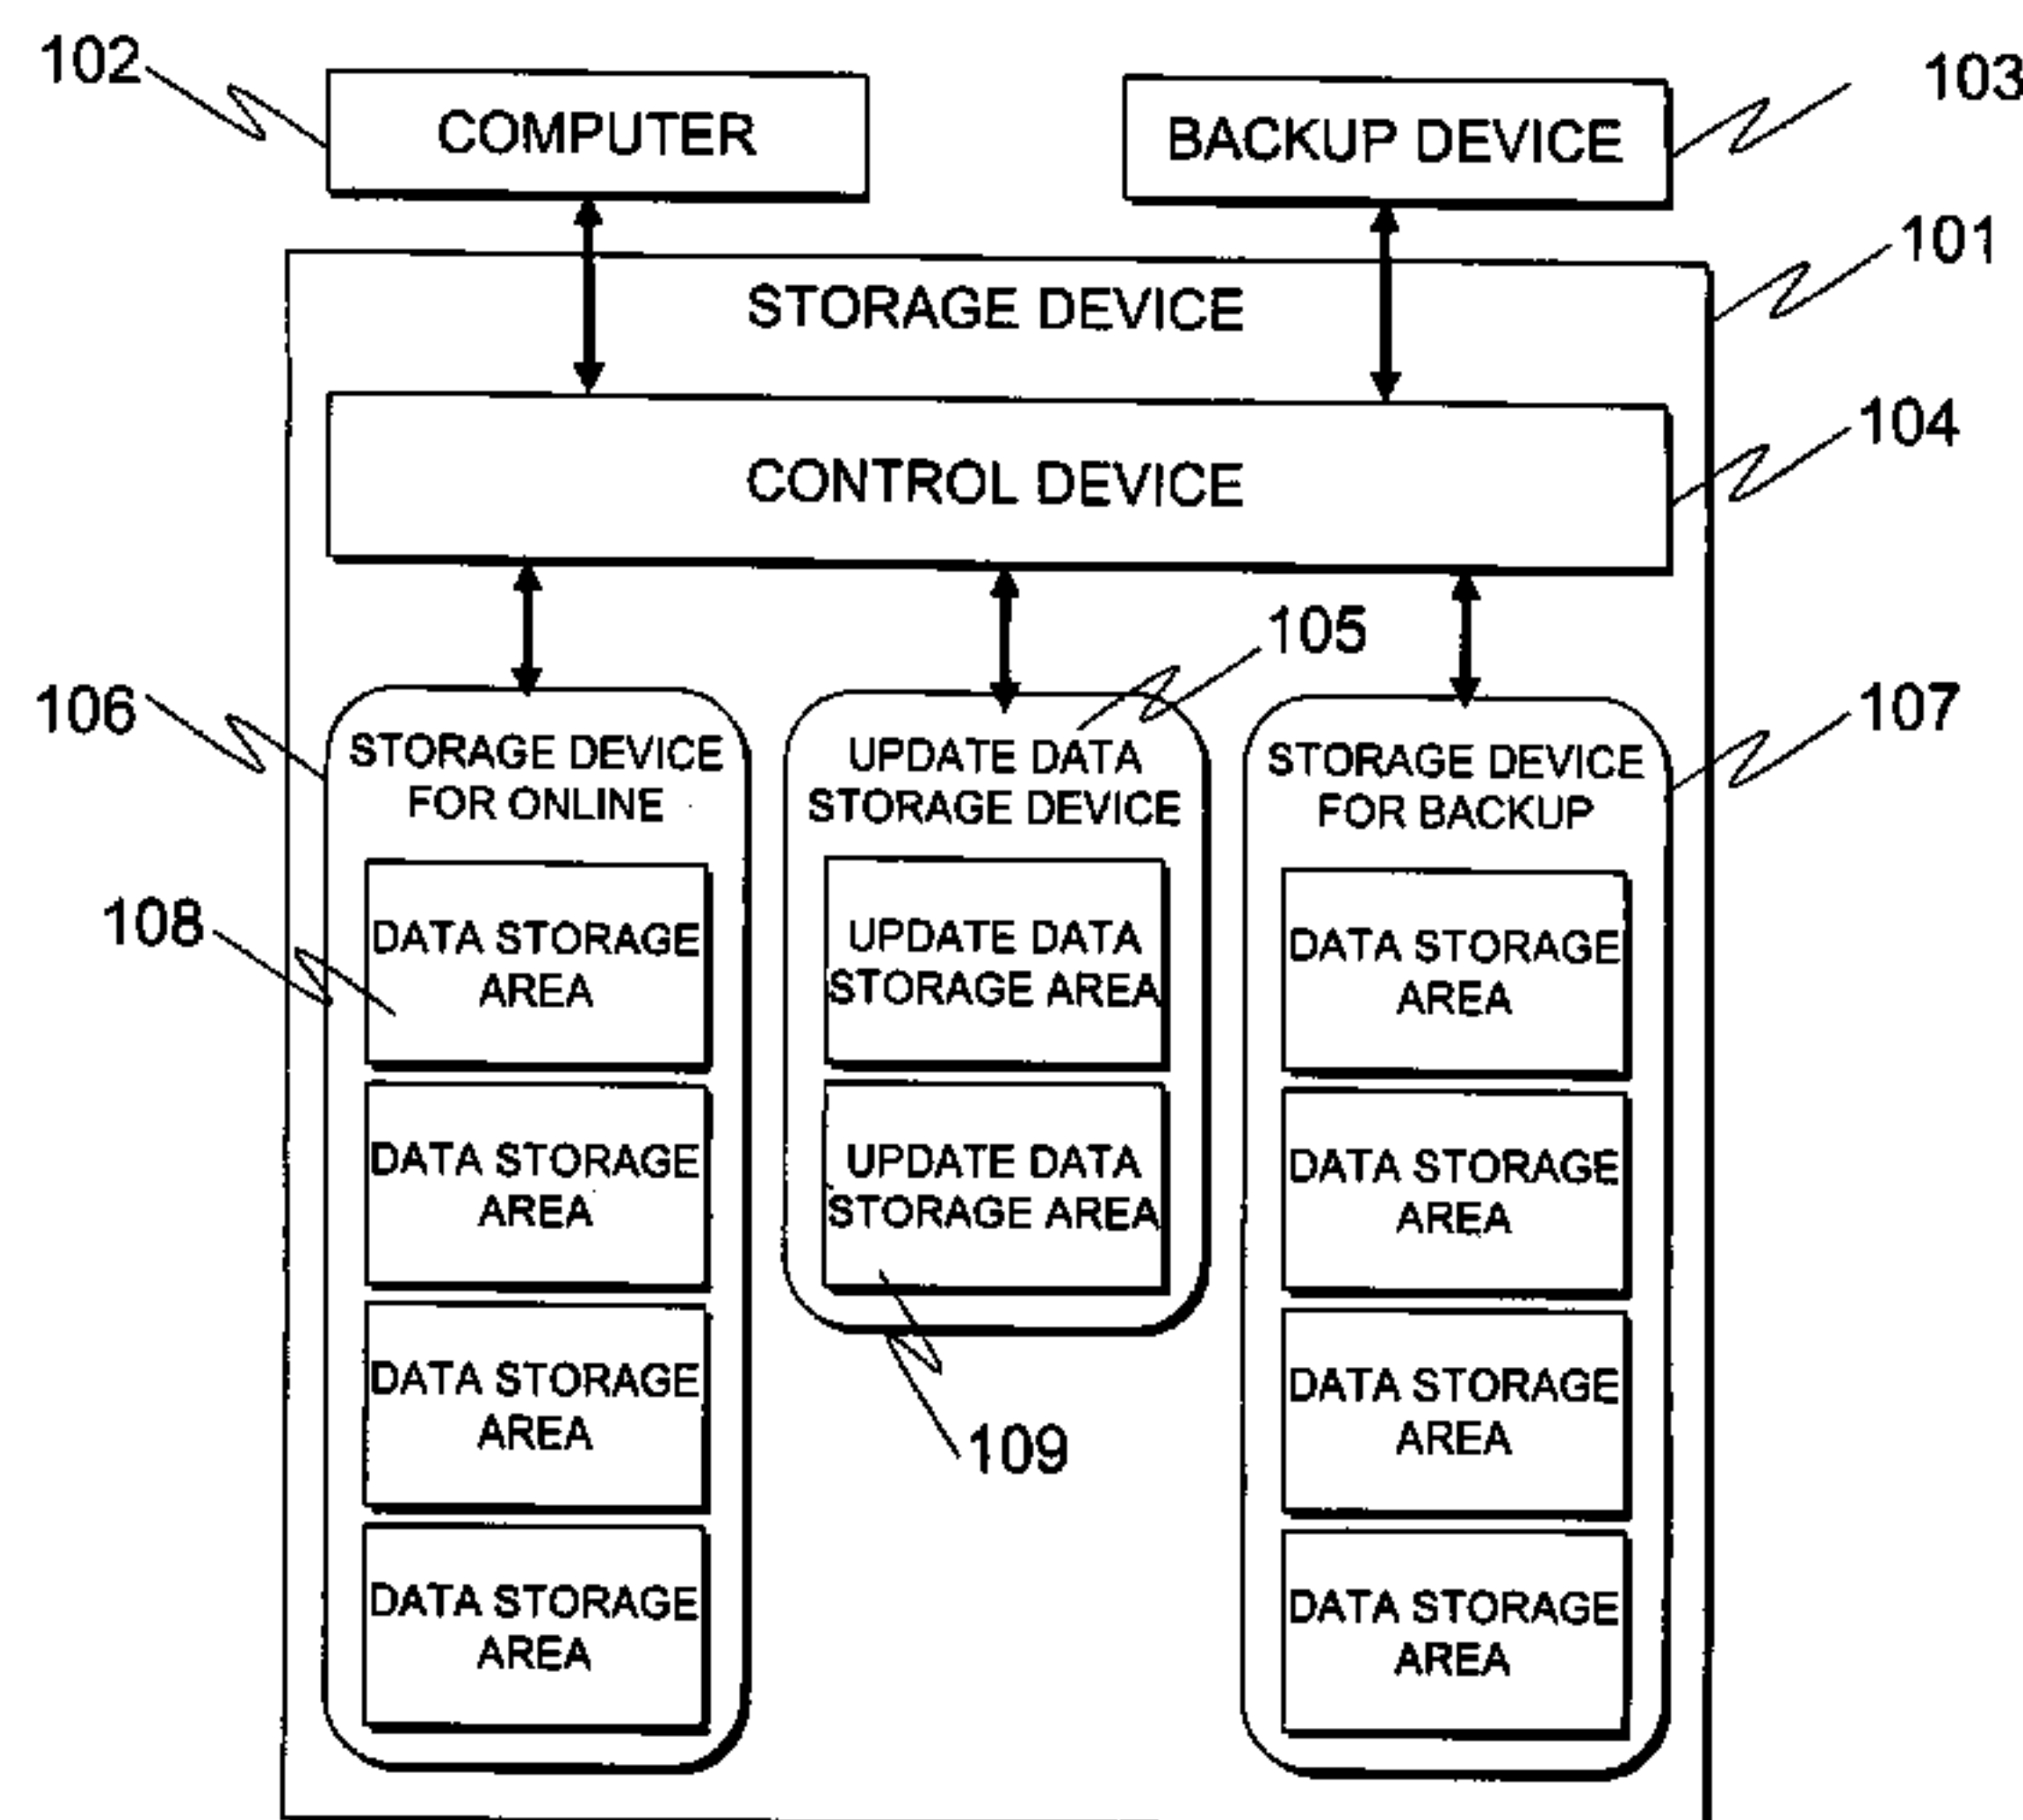 102
COMPUTER
BACKUP DEVICE
103
101
STORAGE DEVICE
104
CONTROL DEVICE
105
106
107
STORAGE DEVICE
FOR ONLINE
UPDATE DATA
STORAGE DEVICE
STORAGE DEVICE
FOR BACKUP
108
DATA STORAGE
AREA
UPDATE DATA
STORAGE AREA
DATA STORAGE
AREA
DATA STORAGE
AREA
UPDATE DATA
STORAGE AREA
DATA STORAGE
AREA
DATA STORAGE
AREA
109
DATA STORAGE
AREA
DATA STORAGE
AREA
DATA STORAGE
AREA